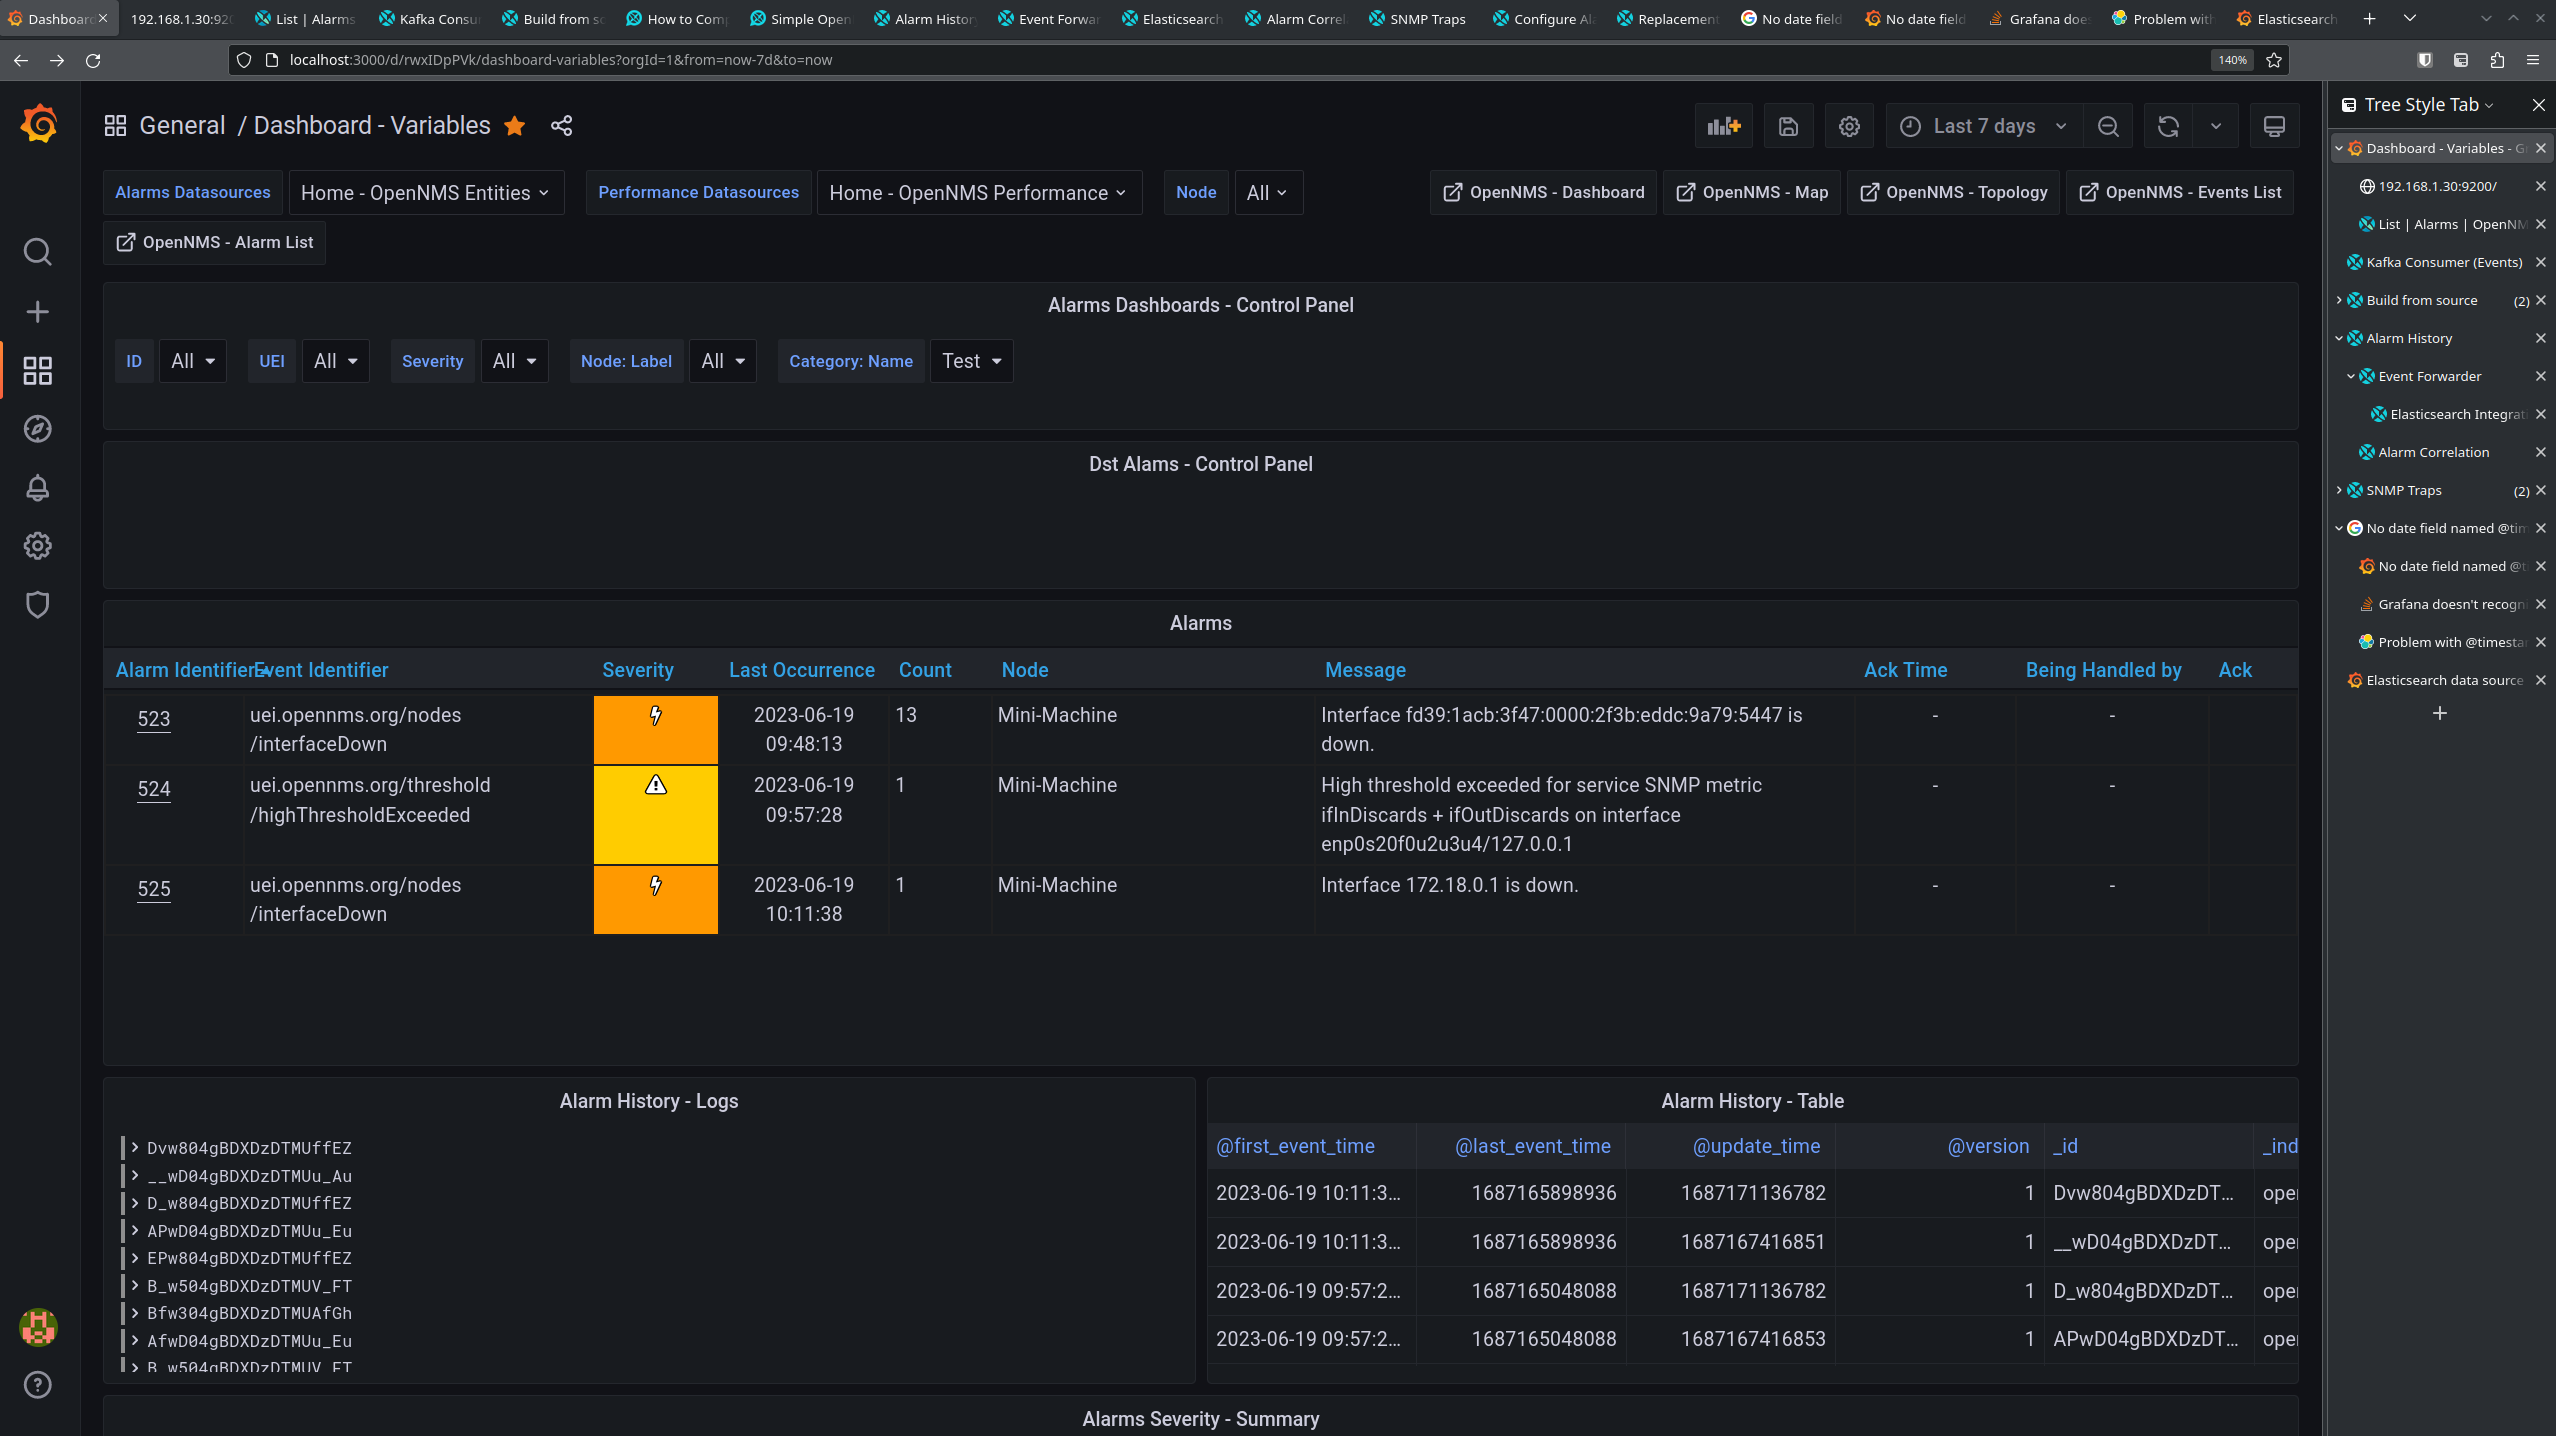 Dashboard 192.168.1.30:920 List | Alarms Kafka Consu Build from so How to Comp Simple Open Alarm Histor Event Forwar Elasticsearch Alarm Correl SNMP Traps Configure Al Replacement No date field No date field Grafana does Problem with Elasticsearch
localhost:3000/d/rwxIDpPVk/dashboard-variables?orgId=1&from=now-7d&to=now 140%
General / Dashboard - Variables Last 7 days
Alarms Datasources Home - OpenNMS Entities Performance Datasources Home - OpenNMS Performance Node All OpenNMS - Dashboard OpenNMS - Map OpenNMS - Topology OpenNMS - Events List
OpenNMS - Alarm List
Alarms Dashboards - Control Panel
ID All UEI All Severity All Node: Label All Category: Name Test
Dst Alams - Control Panel
Alarms
Alarm Identifier Event Identifier Severity Last Occurrence Count Node Message Ack Time Being Handled by Ack
523 uei.opennms.org/nodes 2023-06-19 13 Mini-Machine Interface fd39:1acb:3f47:0000:2f3b:eddc:9a79:5447 is - -
/interfaceDown 09:48:13 down.
524 uei.opennms.org/threshold 2023-06-19 1 Mini-Machine High threshold exceeded for service SNMP metric - -
/highThresholdExceeded 09:57:28 ifInDiscards + ifOutDiscards on interface
enp0s20f0u2u3u4/127.0.0.1
525 uei.opennms.org/nodes 2023-06-19 1 Mini-Machine Interface 172.18.0.1 is down. - -
/interfaceDown 10:11:38
Alarm History - Logs
Dvw804gBDXDzDTMUffEZ
__wD04gBDXDzDTMUu_Au
D_w804gBDXDzDTMUffEZ
APwD04gBDXDzDTMUu_Eu
EPw804gBDXDzDTMUffEZ
B_w504gBDXDzDTMUV_FT
Bfw304gBDXDzDTMUAfGh
AfwD04gBDXDzDTMUu_Eu
B_w504gBDXDzDTMUV_FT
Alarm History - Table
@first_event_time @last_event_time @update_time @version _id _ind
2023-06-19 10:11:3... 1687165898936 1687171136782 1 Dvw804gBDXDzDT... ope
2023-06-19 10:11:3... 1687165898936 1687167416851 1 __wD04gBDXDzDT... ope
2023-06-19 09:57:2... 1687165048088 1687171136782 1 D_w804gBDXDzDT... ope
2023-06-19 09:57:2... 1687165048088 1687167416853 1 APwD04gBDXDzDT... ope
Alarms Severity - Summary
Tree Style Tab
Dashboard - Variables - G
192.168.1.30:9200/
List | Alarms | OpenNM
Kafka Consumer (Events)
Build from source (2)
Alarm History
Event Forwarder
Elasticsearch Integrat
Alarm Correlation
SNMP Traps (2)
No date field named @tim
No date field named @t
Grafana doesn't recogni
Problem with @timesta
Elasticsearch data source